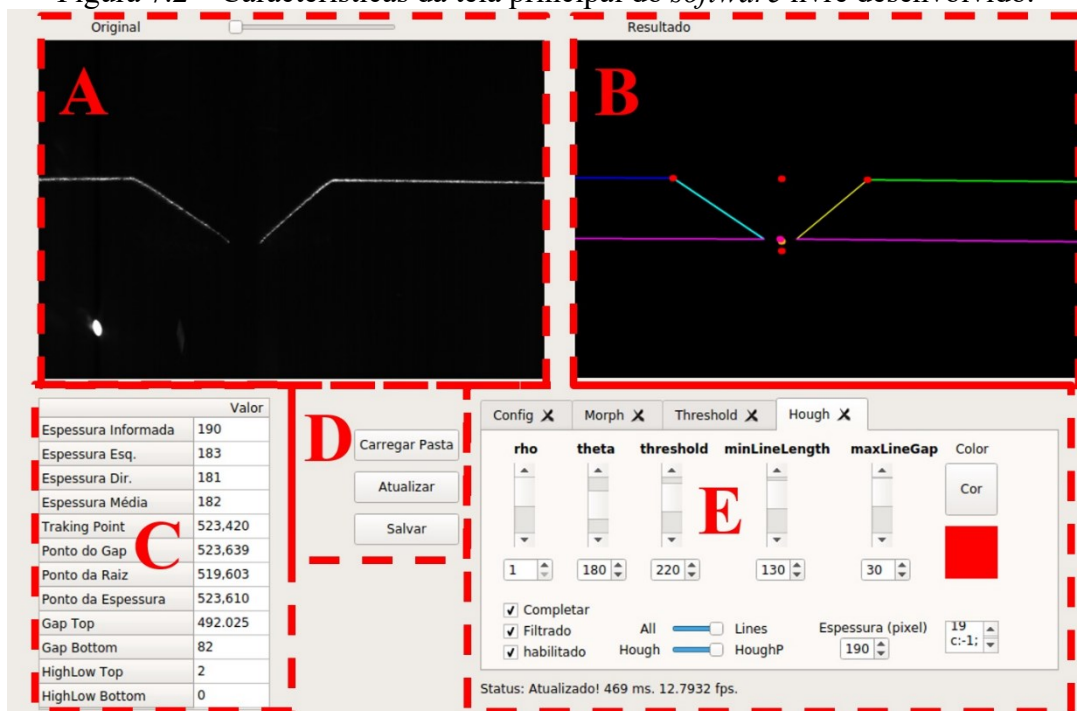 Figura 7.2 – Características da tela principal do software livre desenvolvido.
Original
Resultado
A
B
Valor
Espessura Informada 190
Espessura Esq. 183
Espessura Dir. 181
Espessura Média 182
Traking Point 523,420
Ponto do Gap 523,639
Ponto da Raiz 519,603
Ponto da Espessura 523,610
Gap Top 492.025
Gap Bottom 82
HighLow Top 2
HighLow Bottom 0
C
D
Carregar Pasta
Atualizar
Salvar
Config Morph Threshold Hough
rho theta threshold minLineLength maxLineGap Color
Cor
E
1 180 220 130 30
Completar
Filtrado
habilitado
All Lines
Hough HoughP
Espessura (pixel)
190
19
c:-1;
Status: Atualizado! 469 ms. 12.7932 fps.